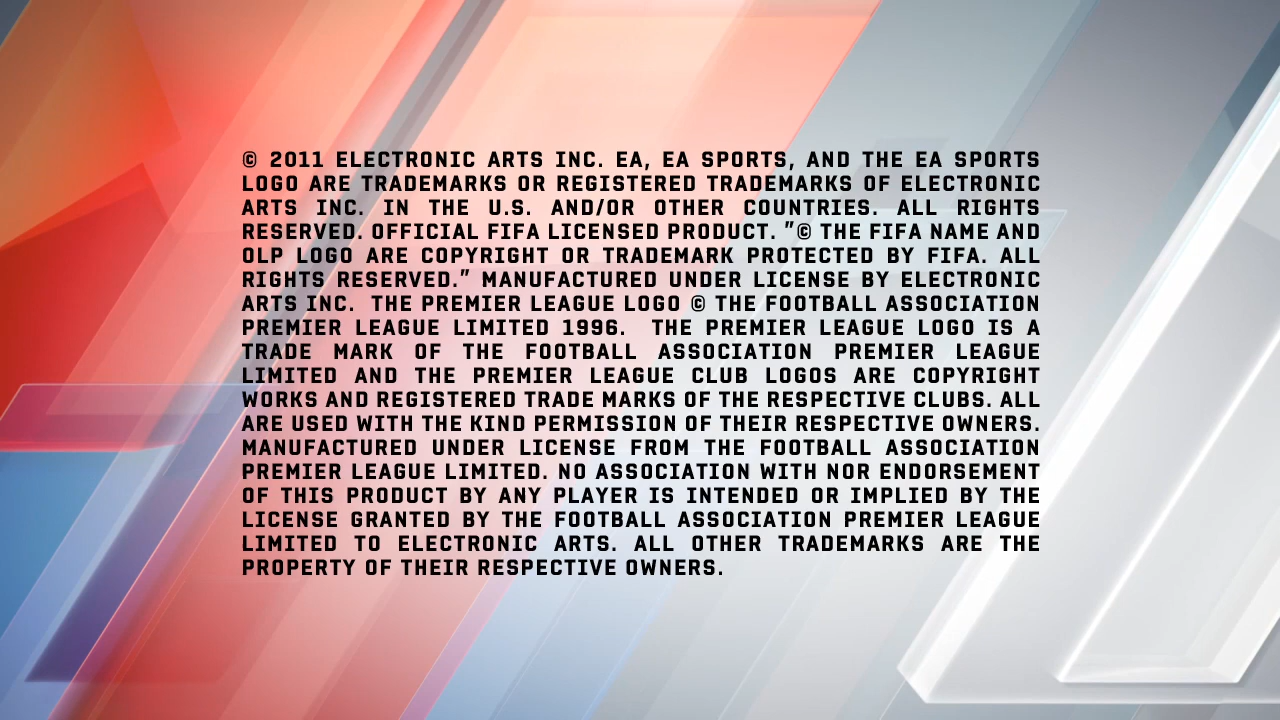 © 2011 ELECTRONIC ARTS INC. EA, EA SPORTS, AND THE EA SPORTS
LOGO ARE TRADEMARKS OR REGISTERED TRADEMARKS OF ELECTRONIC
ARTS INC. IN THE U.S. AND/OR OTHER COUNTRIES. ALL RIGHTS
RESERVED. OFFICIAL FIFA LICENSED PRODUCT. "© THE FIFA NAME AND
OLP LOGO ARE COPYRIGHT OR TRADEMARK PROTECTED BY FIFA. ALL
RIGHTS RESERVED." MANUFACTURED UNDER LICENSE BY ELECTRONIC
ARTS INC. THE PREMIER LEAGUE LOGO © THE FOOTBALL ASSOCIATION
PREMIER LEAGUE LIMITED 1996. THE PREMIER LEAGUE LOGO IS A
TRADE MARK OF THE FOOTBALL ASSOCIATION PREMIER LEAGUE
LIMITED AND THE PREMIER LEAGUE CLUB LOGOS ARE COPYRIGHT
WORKS AND REGISTERED TRADE MARKS OF THE RESPECTIVE CLUBS. ALL
ARE USED WITH THE KIND PERMISSION OF THEIR RESPECTIVE OWNERS.
MANUFACTURED UNDER LICENSE FROM THE FOOTBALL ASSOCIATION
PREMIER LEAGUE LIMITED. NO ASSOCIATION WITH NOR ENDORSEMENT
OF THIS PRODUCT BY ANY PLAYER IS INTENDED OR IMPLIED BY THE
LICENSE GRANTED BY THE FOOTBALL ASSOCIATION PREMIER LEAGUE
LIMITED TO ELECTRONIC ARTS. ALL OTHER TRADEMARKS ARE THE
PROPERTY OF THEIR RESPECTIVE OWNERS.